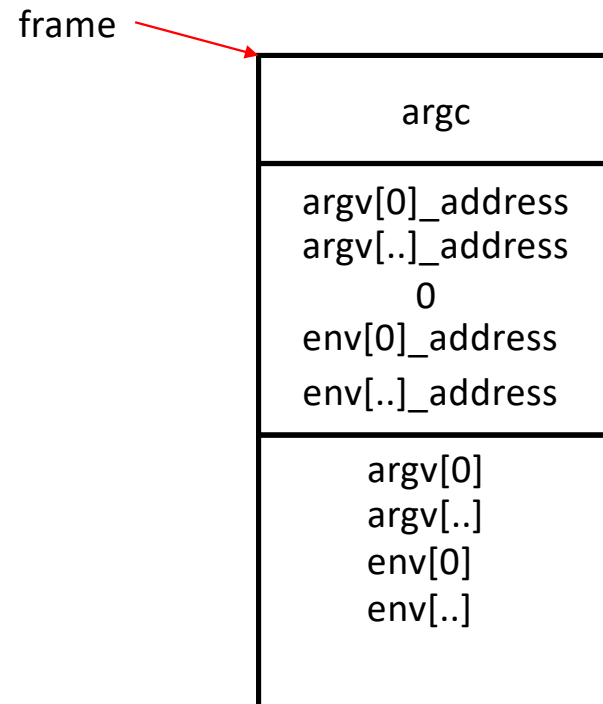 frame
argc
argv[0]_address
argv[..]_address
0
env[0]_address
env[..]_address
argv[0]
argv[..]
env[0]
env[..]